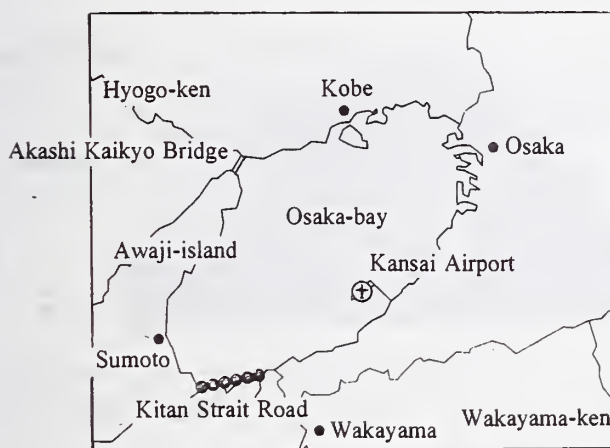 Kobe
Hyogo-ken
Akashi Kaikyo Bridge
Osaka
Osaka-bay
Awaji-island
Kansai Airport
Sumoto
Kitan Strait Road
Wakayama-ken
Wakayama